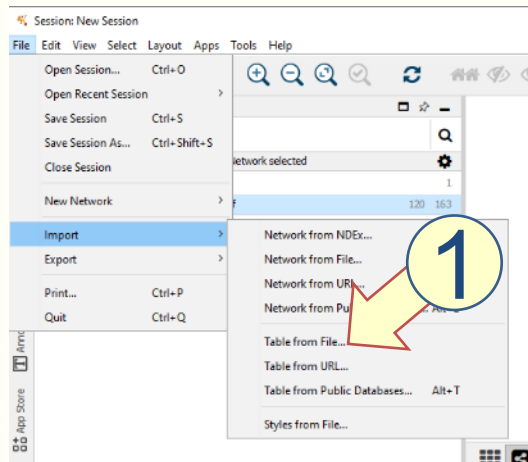 Session: New Session
File Edit View Select Layout Apps Tools Help
Open Session... Ctrl+O
Open Recent Session >
Save Session Ctrl+S
Save Session As... Ctrl+Shift+S
Close Session
Network selected
1
New Network >
120 163
Import >
Export >
Print... Ctrl+P
Quit Ctrl+Q
Network from NDEx...
Network from File...
Network from
Network from
Table from File...
Table from URL...
Table from Public Databases... Alt+T
Styles from File...
1
App Store